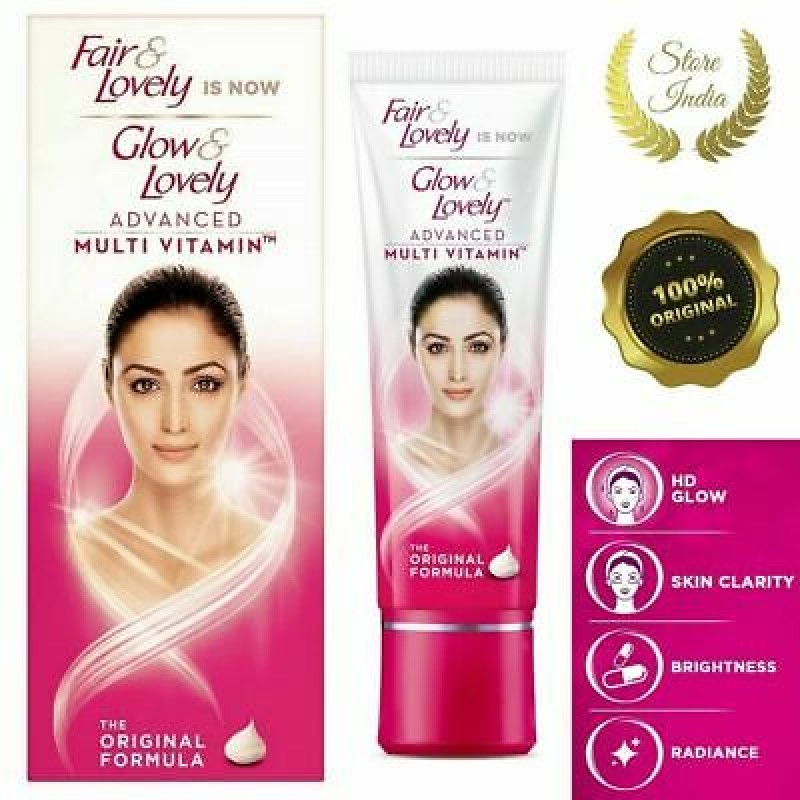 Fair &
Lovely IS NOW
Glow &
Lovely
ADVANCED
MULTI VITAMIN™
THE
ORIGINAL
FORMULA
Fair &
Lovely IS NOW
Glow &
Lovely™
ADVANCED
MULTI VITAMIN™
THE
ORIGINAL
FORMULA
Store
India
100%
ORIGINAL
HD
GLOW
SKIN CLARITY
BRIGHTNESS
RADIANCE